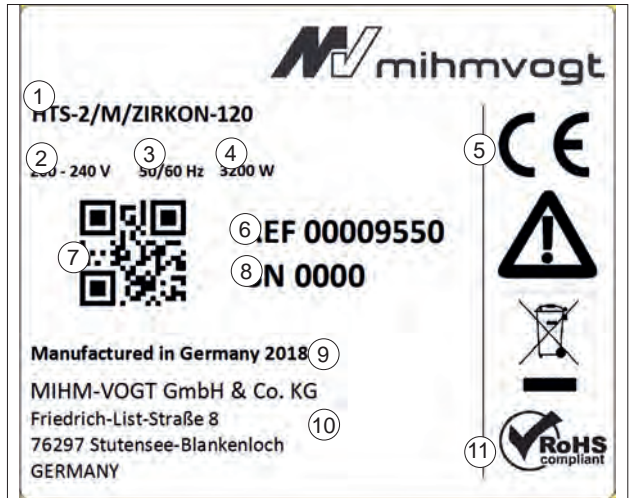 mihmvogt
1
HTS-2/M/ZIRKON-120
2 3 4 5
- 240 V 50/60 Hz 3200 W
CE
6 REF 00009550
7
8 SN 0000
Manufactured in Germany 2018 9
MIHM-VOGT GmbH & Co. KG
Friedrich-List-Straße 8
10
76297 Stutensee-Blankenloch
GERMANY
11
RoHS
compliant